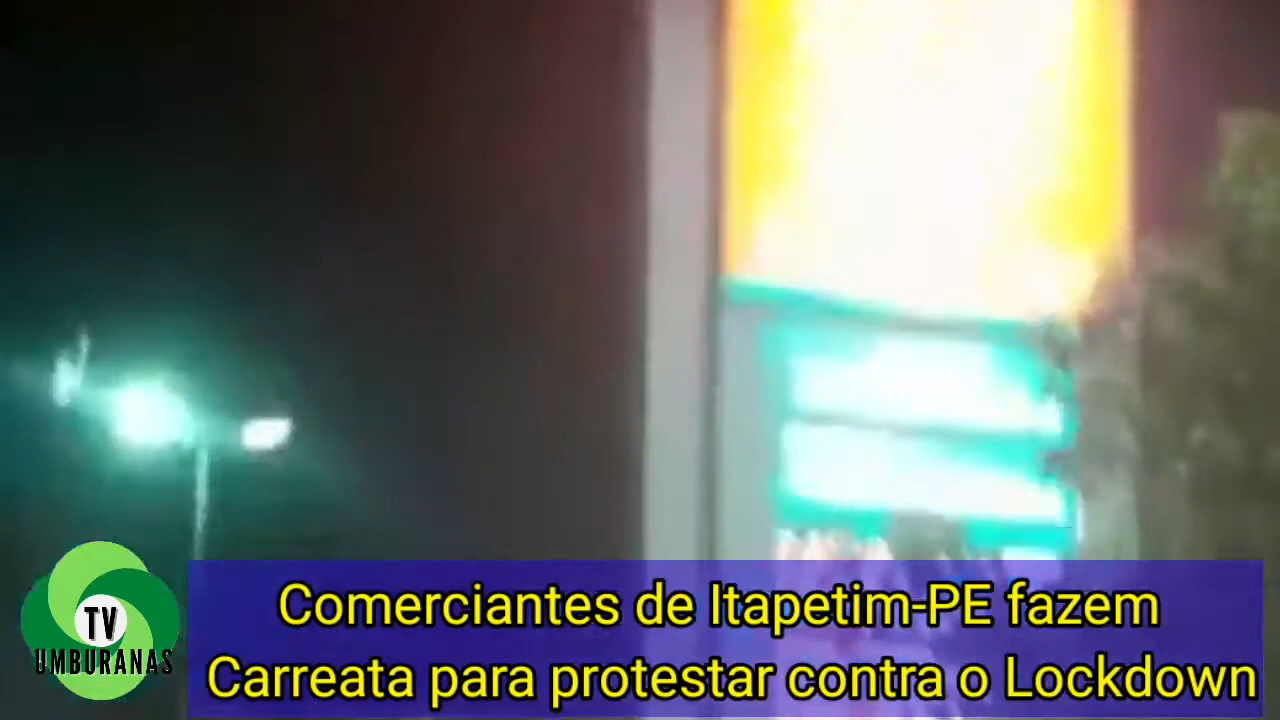 TV
UMBURANAS
Comerciantes de Itapetim-PE fazem
Carreata para protestar contra o Lockdown